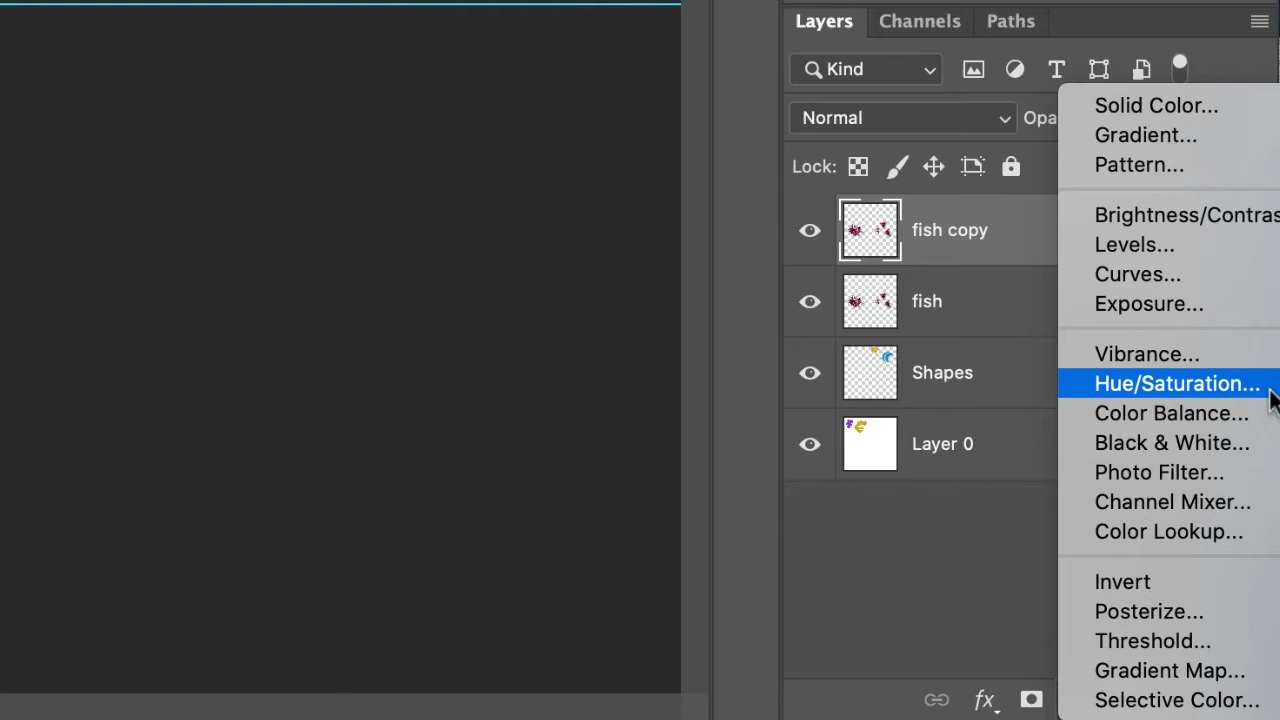 Layers Channels Paths
Kind
Normal Opa
Lock:
fish copy
fish
Shapes
Layer 0
fx
Solid Color...
Gradient...
Pattern...
Brightness/Contras
Levels...
Curves...
Exposure...
Vibrance...
Hue/Saturation...
Color Balance...
Black & White...
Photo Filter...
Channel Mixer...
Color Lookup...
Invert
Posterize...
Threshold...
Gradient Map...
Selective Color...